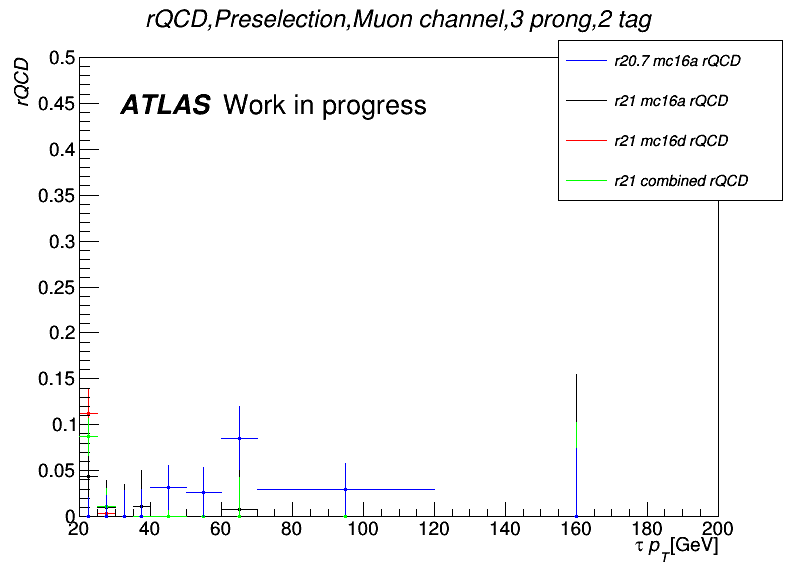 rQCD,Preselection,Muon channel,3 prong,2 tag
rQCD
ATLAS Work in progress
r20.7 mc16a rQCD
r21 mc16a rQCD
r21 mc16d rQCD
r21 combined rQCD
0.5
0.45
0.4
0.35
0.3
0.25
0.2
0.15
0.1
0.05
0
20 40 60 80 100 120 140 160 180 200
τ p_T[GeV]